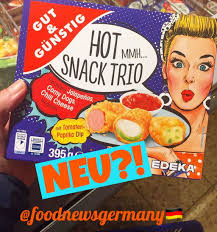 GUT &
GÜNSTIG
HOT
MMH...
SNACK TRIO
Corny Dogs,
Jalapeños,
Chili Cheese
mit Tomaten-
Paprika Dip
395 g
EDEKA
NEU?!
@foodnewsgermany